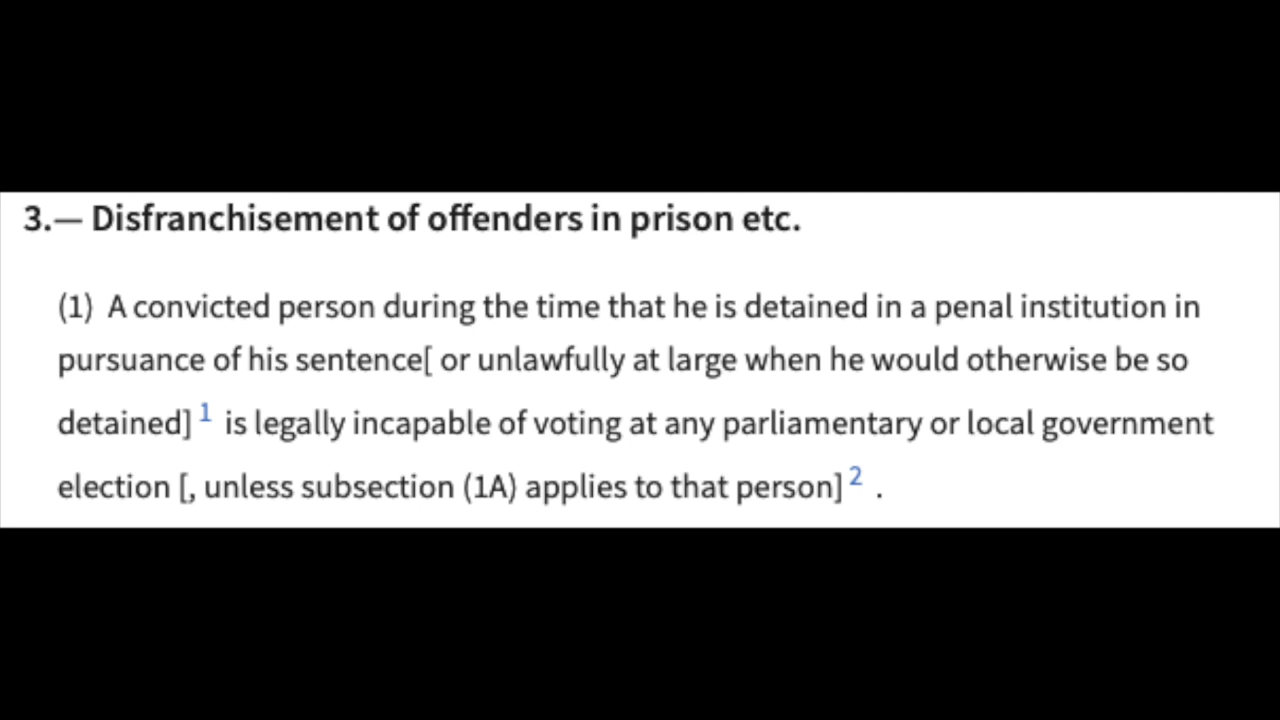 3.— Disfranchisement of offenders in prison etc.
(1) A convicted person during the time that he is detained in a penal institution in
pursuance of his sentence[ or unlawfully at large when he would otherwise be so
detained] 1 is legally incapable of voting at any parliamentary or local government
election [, unless subsection (1A) applies to that person] 2 .